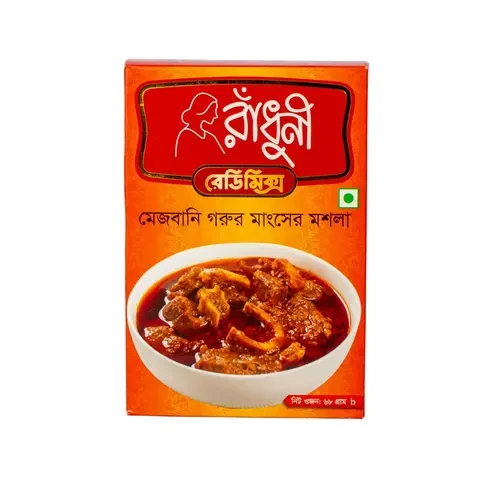 রাঁধুনী
রেডিমিক্স
মেজবানি গরুর মাংসের মশলা
নিট ওজন: ৬৮ গ্রাম b